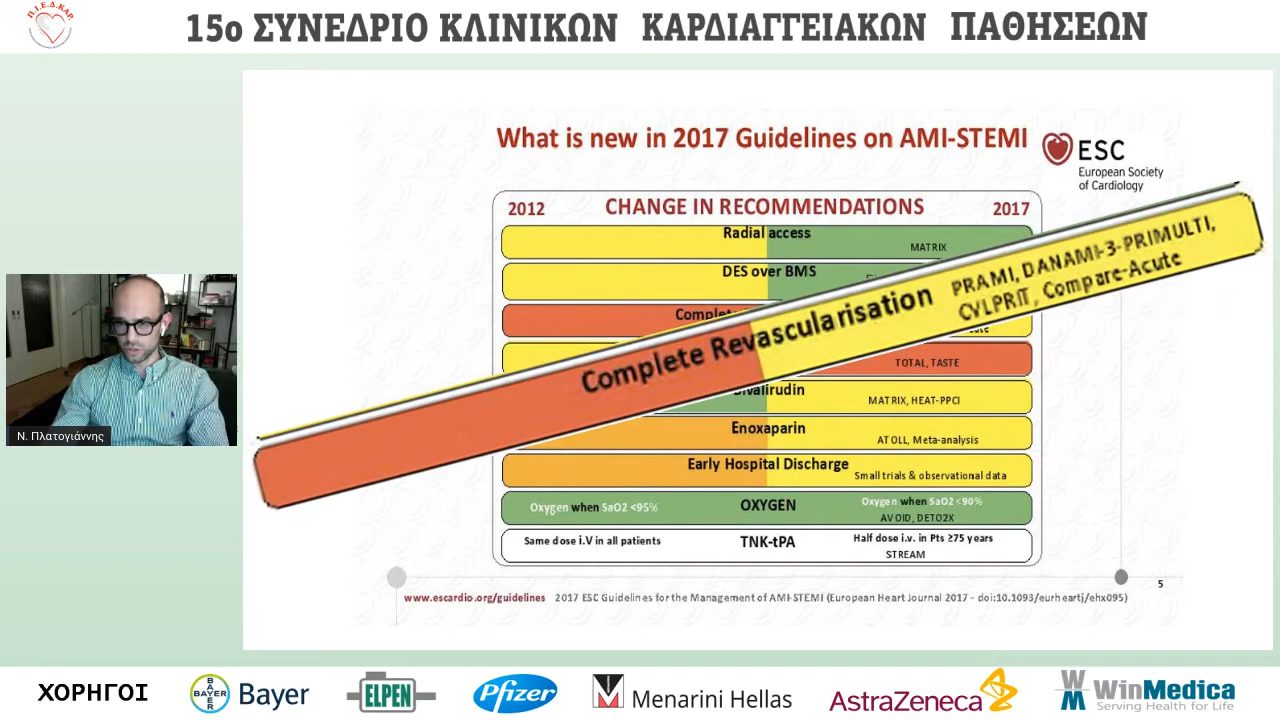 Π.Ι.Ε.Δ.ΚΑΡ.
15ο ΣΥΝΕΔΡΙΟ ΚΛΙΝΙΚΩΝ ΚΑΡΔΙΑΓΓΕΙΑΚΩΝ ΠΑΘΗΣΕΩΝ
What is new in 2017 Guidelines on AMI-STEMI
ESC
European Society
of Cardiology
2012 CHANGE IN RECOMMENDATIONS 2017
Radial access
MATRIX
DES over BMS
Complete Revascularisation
PRAMI, DANAMI-3-PRIMULTI,
CVLPRIT, Compare-Acute
TOTAL, TASTE
Bivalirudin
MATRIX, HEAT-PPCI
Enoxaparin
ATOLL, Meta-analysis
Early Hospital Discharge
Small trials & observational data
Oxygen when SaO2 <95% OXYGEN Oxygen when SaO2 <90%
AVOID, DETO2X
Same dose i.V in all patients TNK-tPA Half dose i.v. in Pts ≥75 years
STREAM
5
www.escardio.org/guidelines 2017 ESC Guidelines for the Management of AMI-STEMI (European Heart Journal 2017 - doi:10.1093/eurheartj/ehx095)
Ν. Πλατογιάννης
ΧΟΡΗΓΟΙ
BAYER
Bayer
ELPEN
Pfizer
Menarini Hellas
AstraZeneca
WinMedica
Serving Health for Life